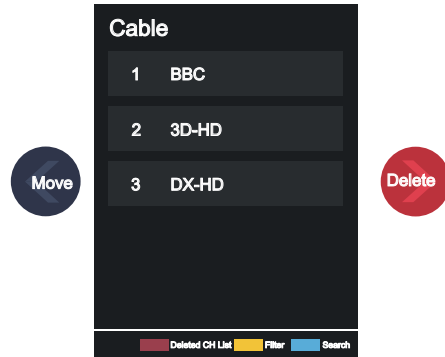 Cable
1 BBC
2 3D-HD
3 DX-HD
Move
Delete
Deleted CH List Filter Search